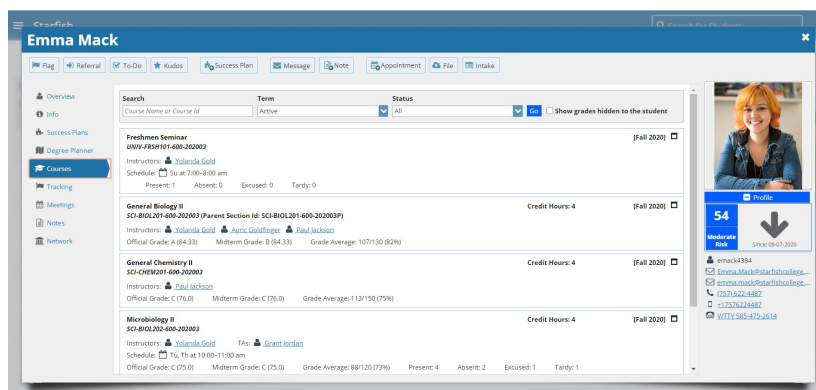 Starfish
Search for Students
Emma Mack
Flag Referral To-Do Kudos Success Plan Message Note Appointment File Intake
Overview
Info
Success Plans
Degree Planner
Courses
Tracking
Meetings
Notes
Network
Search Term Status
Course Name or Course Id Active All Go Show grades hidden to the student
Freshmen Seminar [Fall 2020]
UNIV-FRSH101-600-202003
Instructors: Yolanda Gold
Schedule: Su at 7:00–8:00 am
Present: 1 Absent: 0 Excused: 0 Tardy: 0
General Biology II Credit Hours: 4 [Fall 2020]
SCI-BIOL201-600-202003 (Parent Section Id: SCI-BIOL201-600-202003P)
Instructors: Yolanda Gold Auric Goldfinger Paul Jackson
Official Grade: A (84.33) Midterm Grade: B (84.33) Grade Average: 107/130 (82%)
General Chemistry II Credit Hours: 4 [Fall 2020]
SCI-CHEM201-600-202003
Instructors: Paul Jackson
Official Grade: C (76.0) Midterm Grade: C (76.0) Grade Average: 113/150 (75%)
Microbiology II Credit Hours: 4 [Fall 2020]
SCI-BIOL202-600-202003
Instructors: Yolanda Gold TAs: Grant Jordan
Schedule: Tu, Th at 10:00–11:00 am
Official Grade: C (75.0) Midterm Grade: C (75.0) Grade Average: 88/120 (73%) Present: 4 Absent: 2 Excused: 1 Tardy: 1
Profile
54
Moderate Risk
Since: 09-07-2020
emack4384
Emma.Mack@starfishcollege....
emma.mack@starfishcollege....
(757) 622-4487
+17576224487
V/TTY 585-475-2614